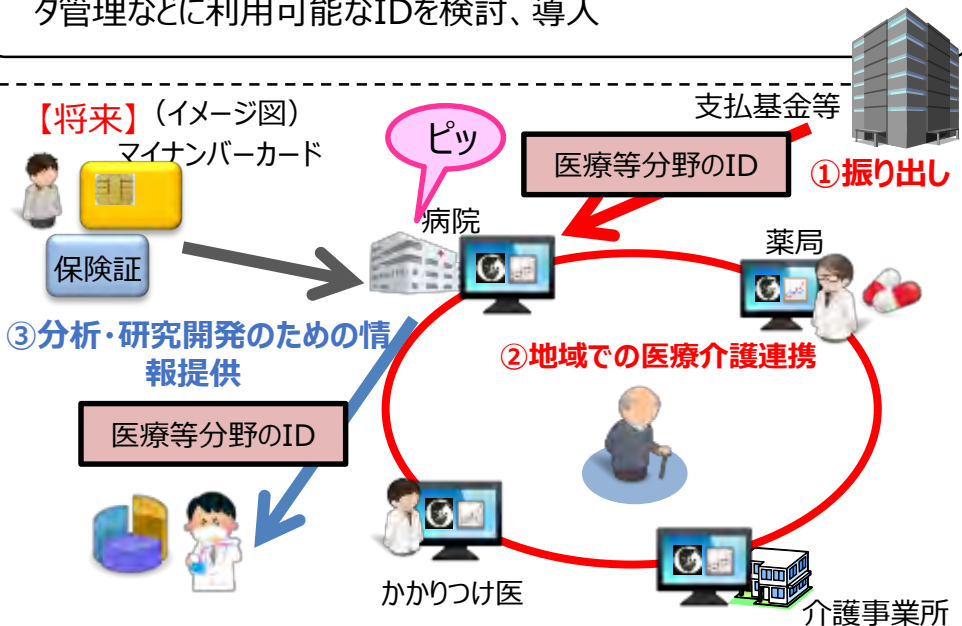 タ管理などに利用可能なIDを検討、導入
【将来】（イメージ図）
マイナンバーカード
保険証
ピッ
病院
支払基金等
医療等分野のID
①振り出し
薬局
②地域での医療介護連携
③分析・研究開発のための情
報提供
医療等分野のID
かかりつけ医
介護事業所